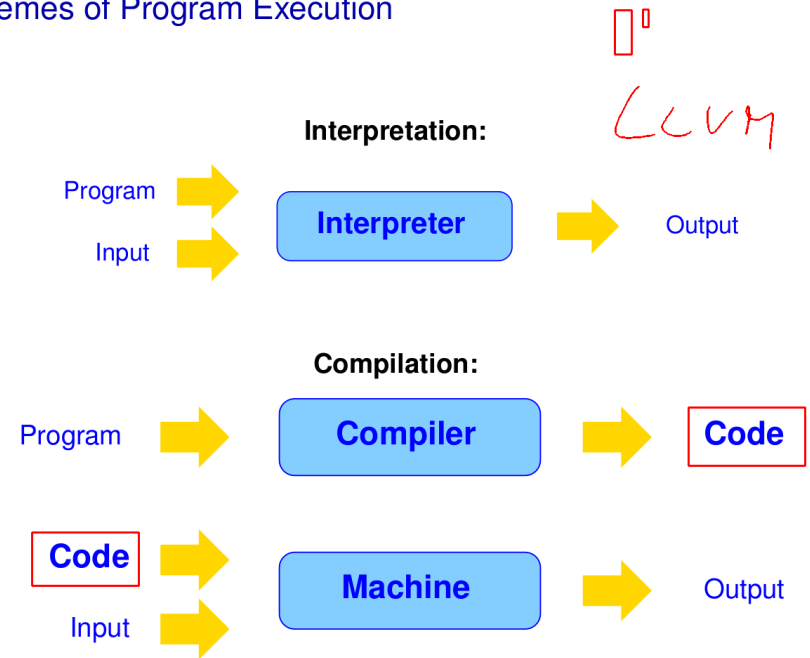 emes of Program Execution
LLVM
Interpretation:
Program
Interpreter
Output
Input
Compilation:
Program
Compiler
Code
Code
Machine
Output
Input